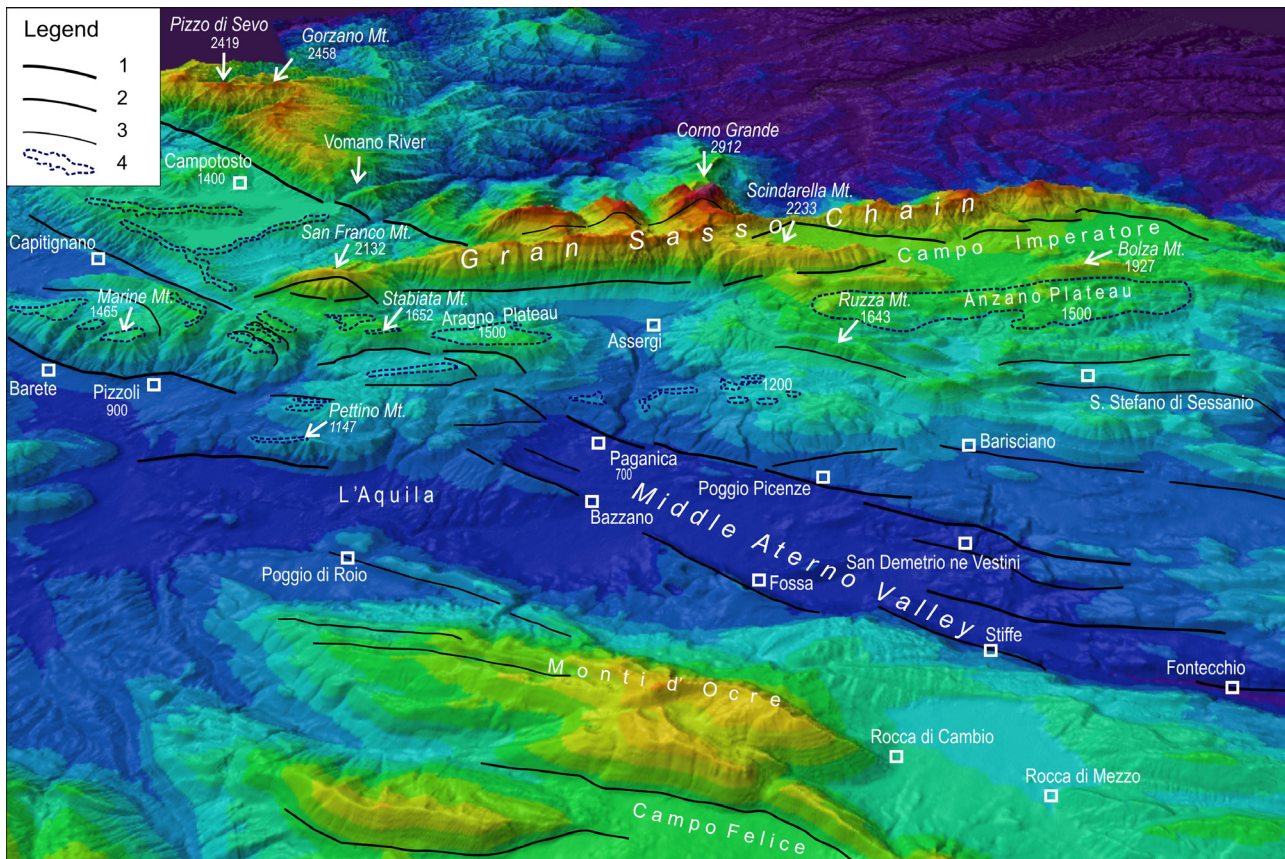 Legend
1
2
3
4
Pizzo di Sevo
2419
Gorzano Mt.
2458
Vomano River
Campotosto
1400
Corno Grande
2912
Scindarella Mt.
2233
San Franco Mt.
2132
Gran Sasso Chain
Campo Imperatore
Bolza Mt.
1927
Capitignano
Marine Mt.
1465
Stabiata Mt.
1652
Aragno Plateau
1500
Ruzza Mt.
1643
Anzano Plateau
1500
Assergi
Barete
Pizzoli
900
1200
S. Stefano di Sessanio
Pettino Mt.
1147
Paganica
700
Barisciano
L'Aquila
Poggio Picenze
Bazzano
Middle Aterno Valley
San Demetrio ne Vestini
Poggio di Roio
Fossa
Stiffe
Fontecchio
Monti d' Ocre
Rocca di Cambio
Rocca di Mezzo
Campo Felice